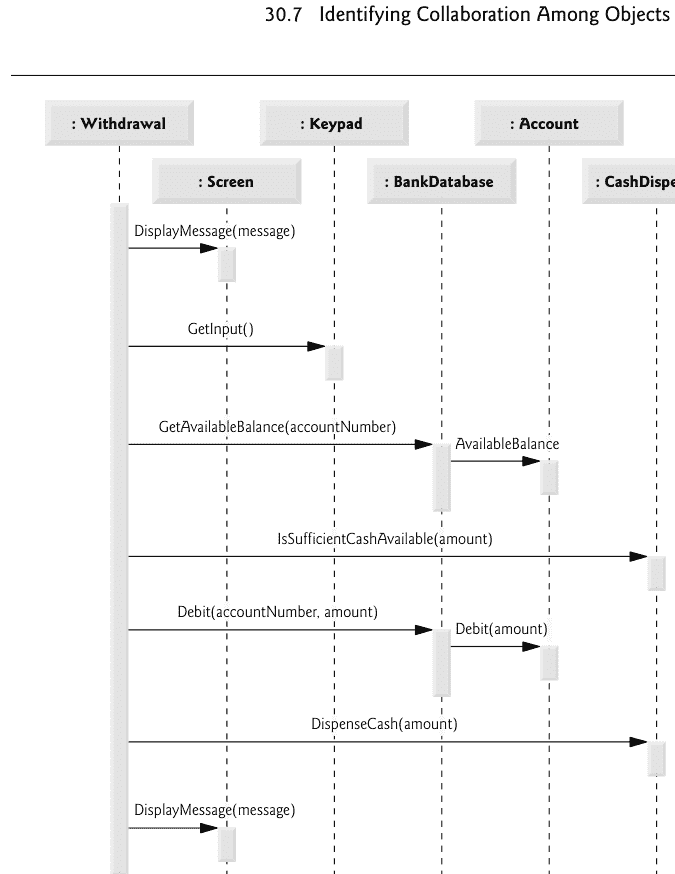 30.7 Identifying Collaboration Among Objects
: Withdrawal : Keypad : Account
: Screen : BankDatabase : CashDispe
DisplayMessage(message)
GetInput()
GetAvailableBalance(accountNumber)
AvailableBalance
IsSufficientCashAvailable(amount)
Debit(accountNumber, amount)
Debit(amount)
DispenseCash(amount)
DisplayMessage(message)